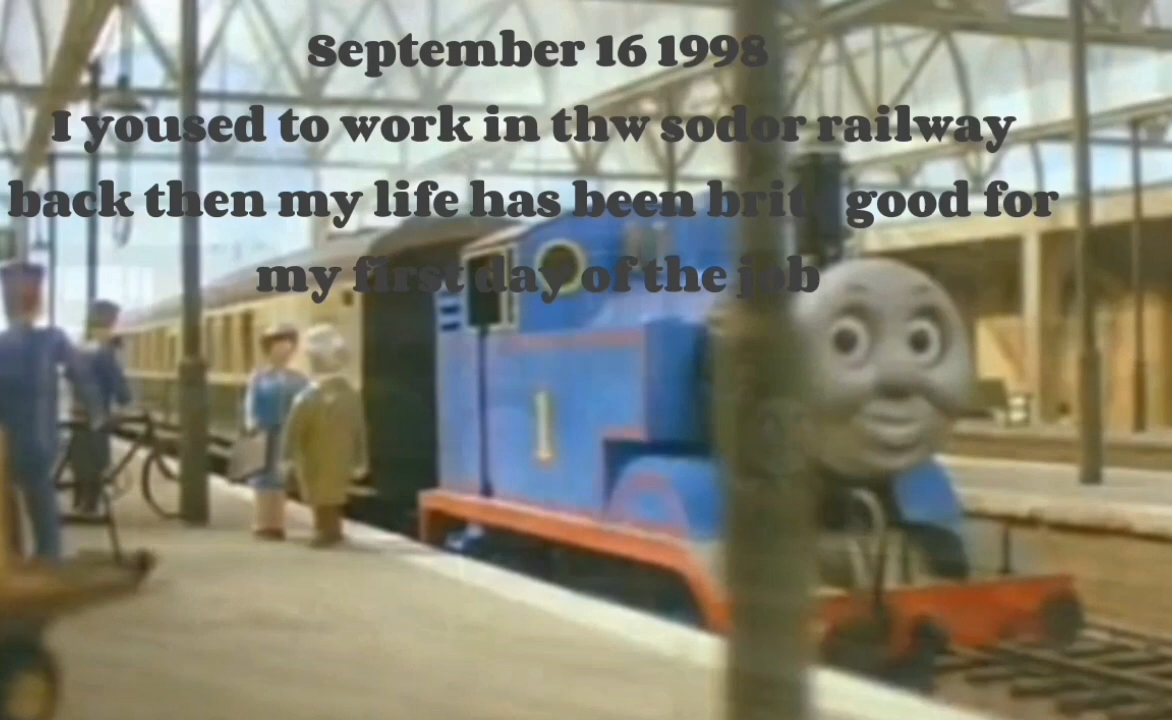 September 16 1998
I yoused to work in thw sodor railway
back then my life has been brit good for
my first day of the job
1